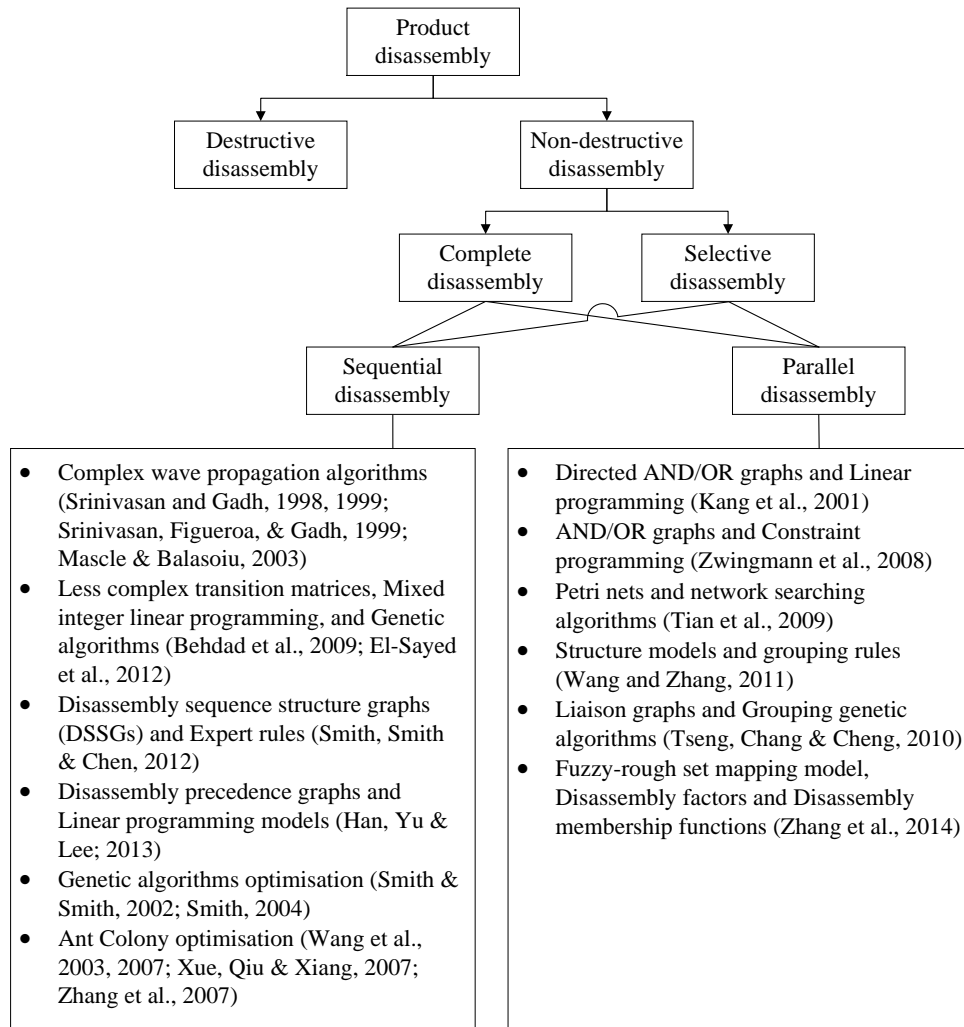 Product
disassembly
Destructive
disassembly
Non-destructive
disassembly
Complete
disassembly
Selective
disassembly
Sequential
disassembly
Parallel
disassembly
• Complex wave propagation algorithms
(Srinivasan and Gadh, 1998, 1999;
Srinivasan, Figueroa, & Gadh, 1999;
Mascle & Balasoiu, 2003)
• Less complex transition matrices, Mixed
integer linear programming, and Genetic
algorithms (Behdad et al., 2009; El-Sayed
et al., 2012)
• Disassembly sequence structure graphs
(DSSGs) and Expert rules (Smith, Smith
& Chen, 2012)
• Disassembly precedence graphs and
Linear programming models (Han, Yu &
Lee; 2013)
• Genetic algorithms optimisation (Smith &
Smith, 2002; Smith, 2004)
• Ant Colony optimisation (Wang et al.,
2003, 2007; Xue, Qiu & Xiang, 2007;
Zhang et al., 2007)
• Directed AND/OR graphs and Linear
programming (Kang et al., 2001)
• AND/OR graphs and Constraint
programming (Zwingmann et al., 2008)
• Petri nets and network searching
algorithms (Tian et al., 2009)
• Structure models and grouping rules
(Wang and Zhang, 2011)
• Liaison graphs and Grouping genetic
algorithms (Tseng, Chang & Cheng, 2010)
• Fuzzy-rough set mapping model,
Disassembly factors and Disassembly
membership functions (Zhang et al., 2014)